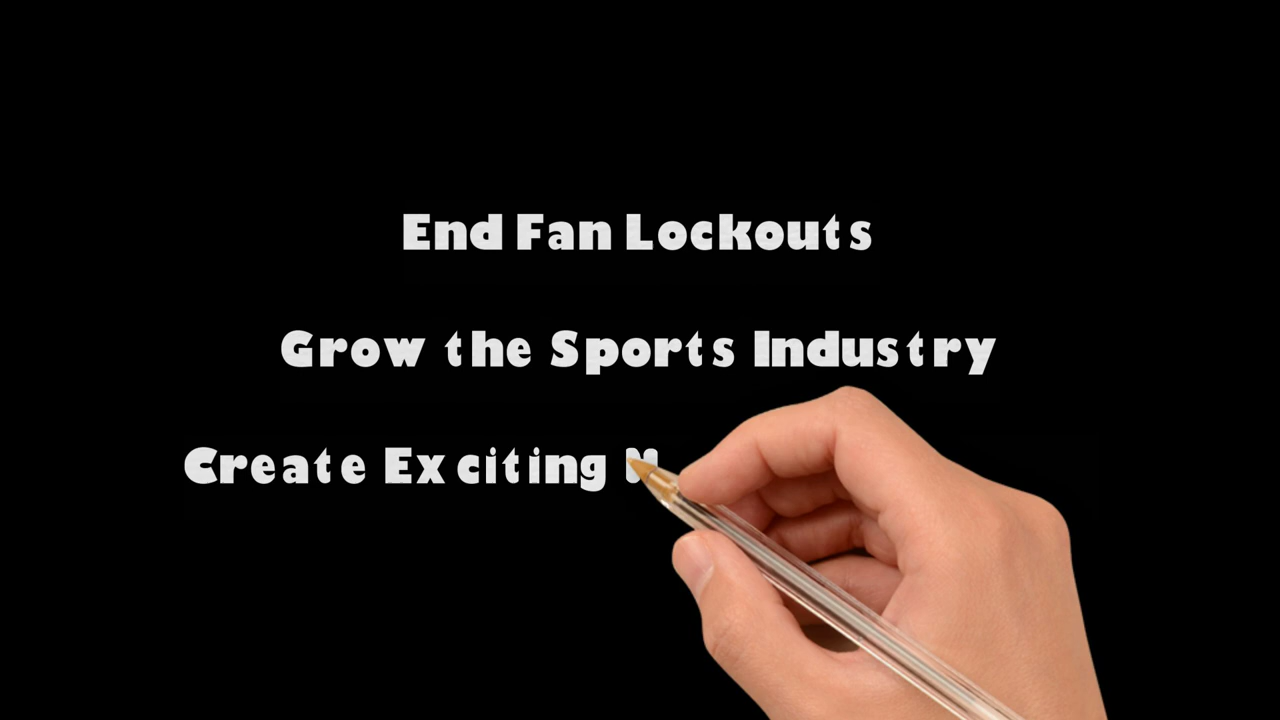 End Fan Lockouts
Grow the Sports Industry
Create Exciting